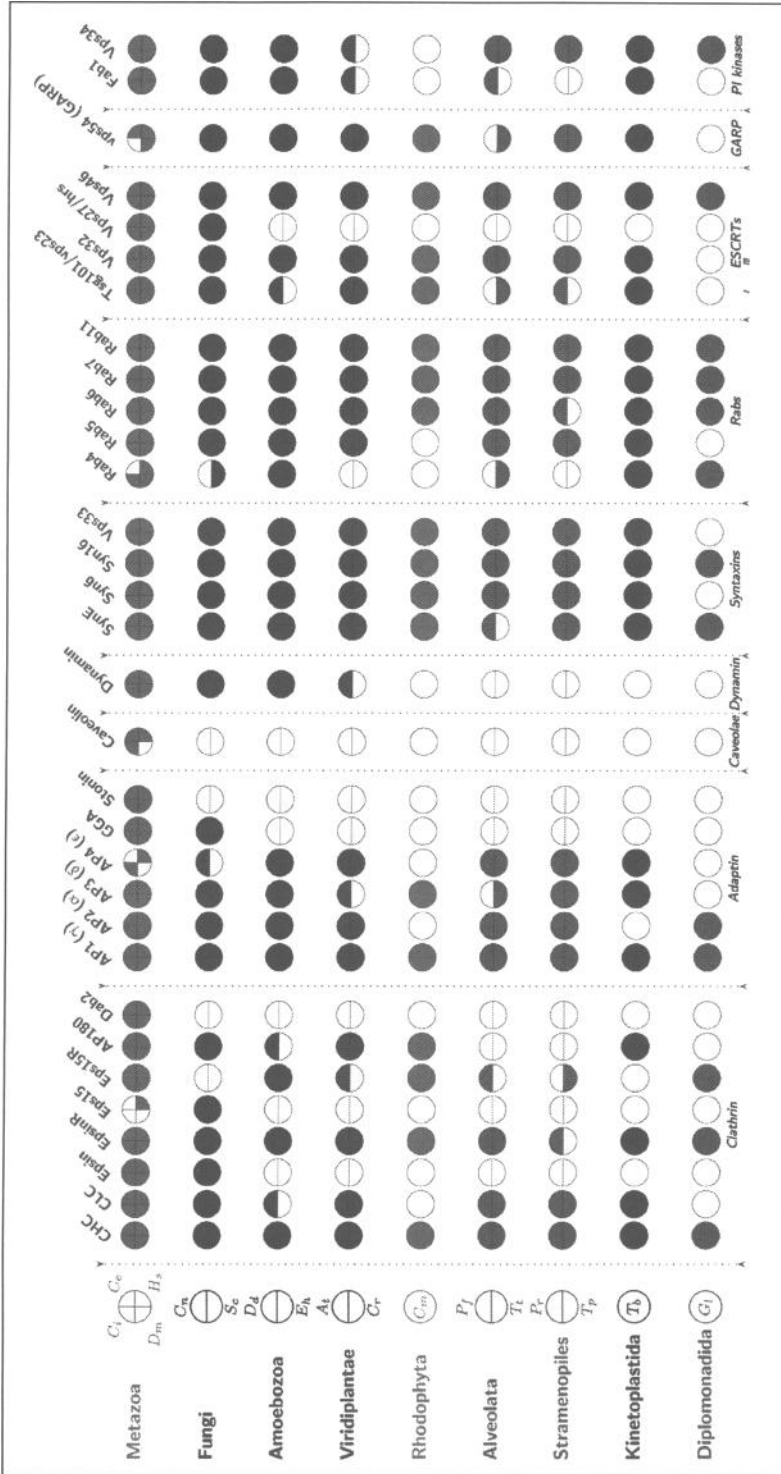 CHC
CLC
Epsin
EpsinR
Eps15
Eps15R
AP180
Dab2
AP1 (γ)
AP2 (α)
AP3 (δ)
AP4 (ϵ)
GGA
Stonin
Caveolin
Dynamin
SynE
Syn6
Syn16
Vps33
Rab4
Rab5
Rab6
Rab7
Rab11
Tsg101/vps23
Vps32
Vps27/hrs
Vps46
vps54 (GARP)
Fab1
Vps34
Metazoa
Ci
Ce
Dm
Hs
Fungi
Cn
Sc
Amoebozoa
Dd
Eh
Viridiplantae
At
Cr
Rhodophyta
Cm
Alveolata
Pf
Tt
Stramenopiles
Pr
Tp
Kinetoplastida
Tb
Diplomonadida
Gl
Clathrin
Adaptin
Caveolae
Dynamin
Syntaxins
Rabs
I
III
ESCRTs
GARP
PI kinases